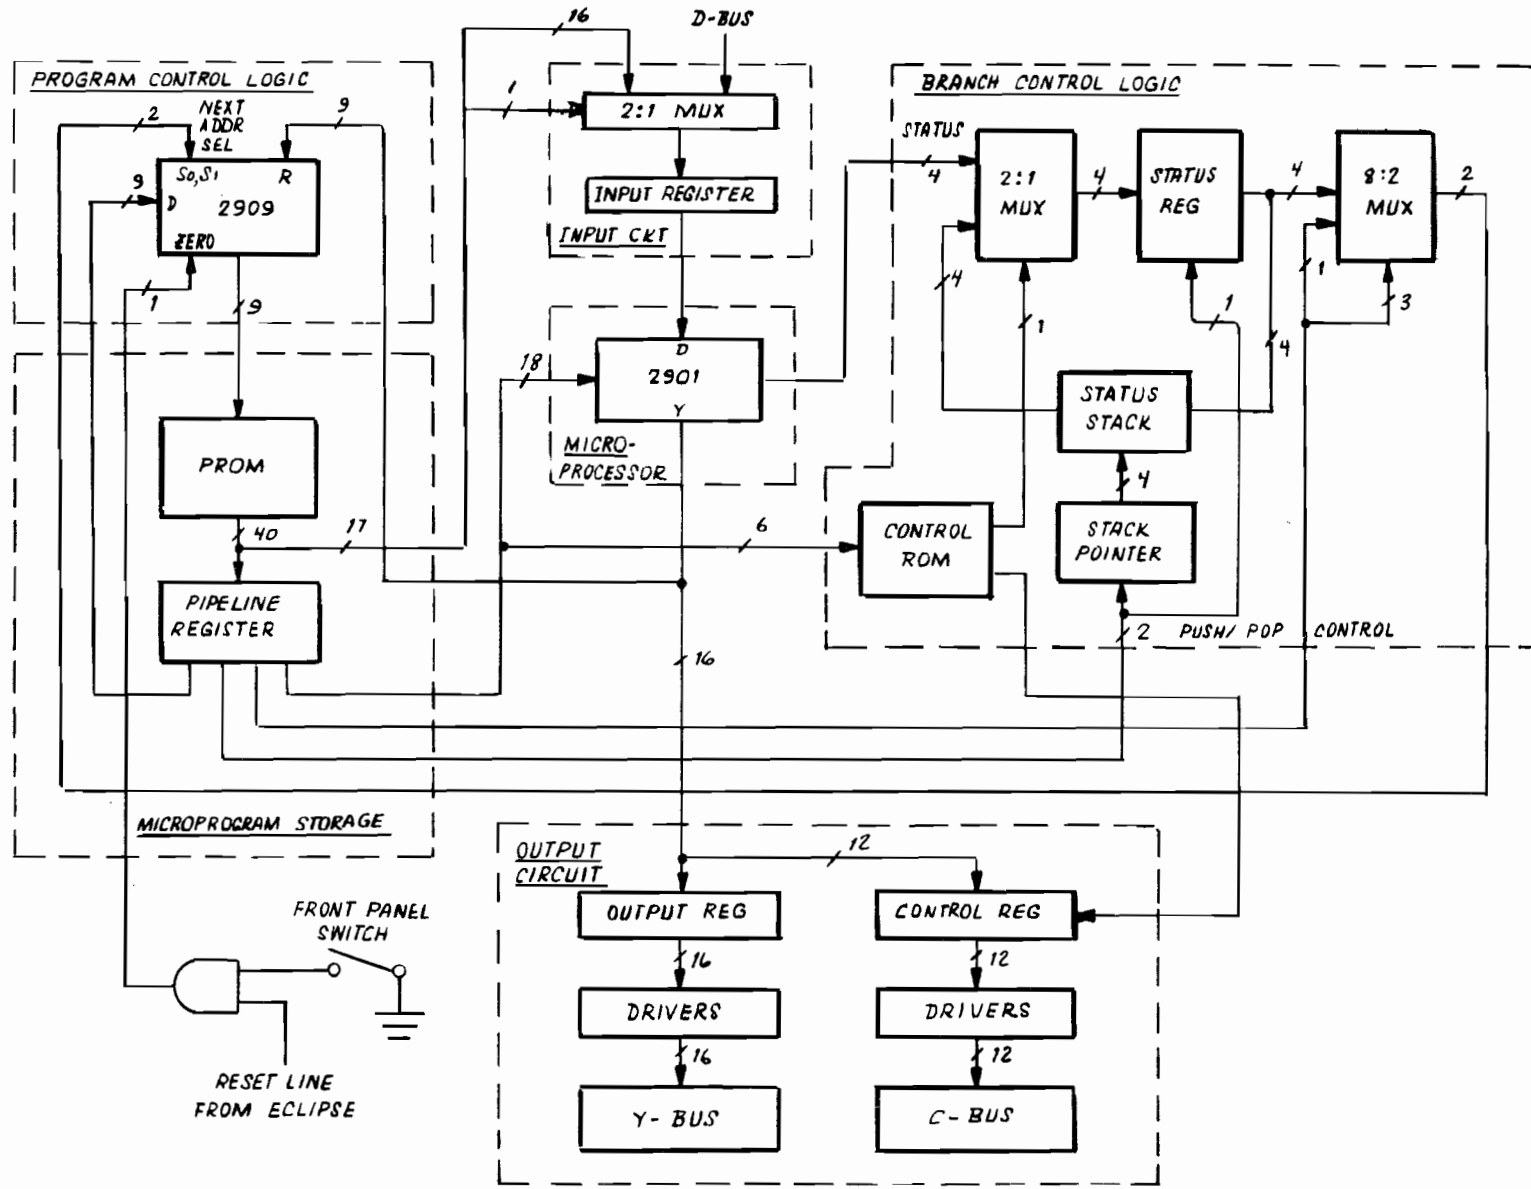 16
D-BUS
PROGRAM CONTROL LOGIC
2
NEXT
ADDR
SEL
9
S0,S1
R
9
D
2909
ZERO
1
9
1
2:1 MUX
INPUT REGISTER
INPUT CKT
BRANCH CONTROL LOGIC
STATUS
4
2:1
MUX
4
STATUS
REG
4
8:2
MUX
2
4
1
1
4
1
3
18
D
2901
Y
MICRO-
PROCESSOR
STATUS
STACK
4
PROM
40
17
6
CONTROL
ROM
STACK
POINTER
PIPELINE
REGISTER
2
PUSH/POP CONTROL
16
MICROPROGRAM STORAGE
OUTPUT
CIRCUIT
12
OUTPUT REG
CONTROL REG
16
12
DRIVERS
DRIVERS
16
12
Y-BUS
C-BUS
FRONT PANEL
SWITCH
RESET LINE
FROM ECLIPSE